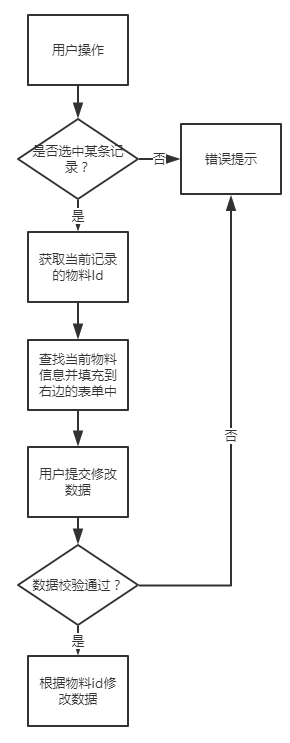 用户操作
是否选中某条记
录？
否
错误提示
是
获取当前记录
的物料Id
查找当前物料
信息并填充到
右边的表单中
否
用户提交修改
数据
数据校验通过？
是
根据物料id修
改数据